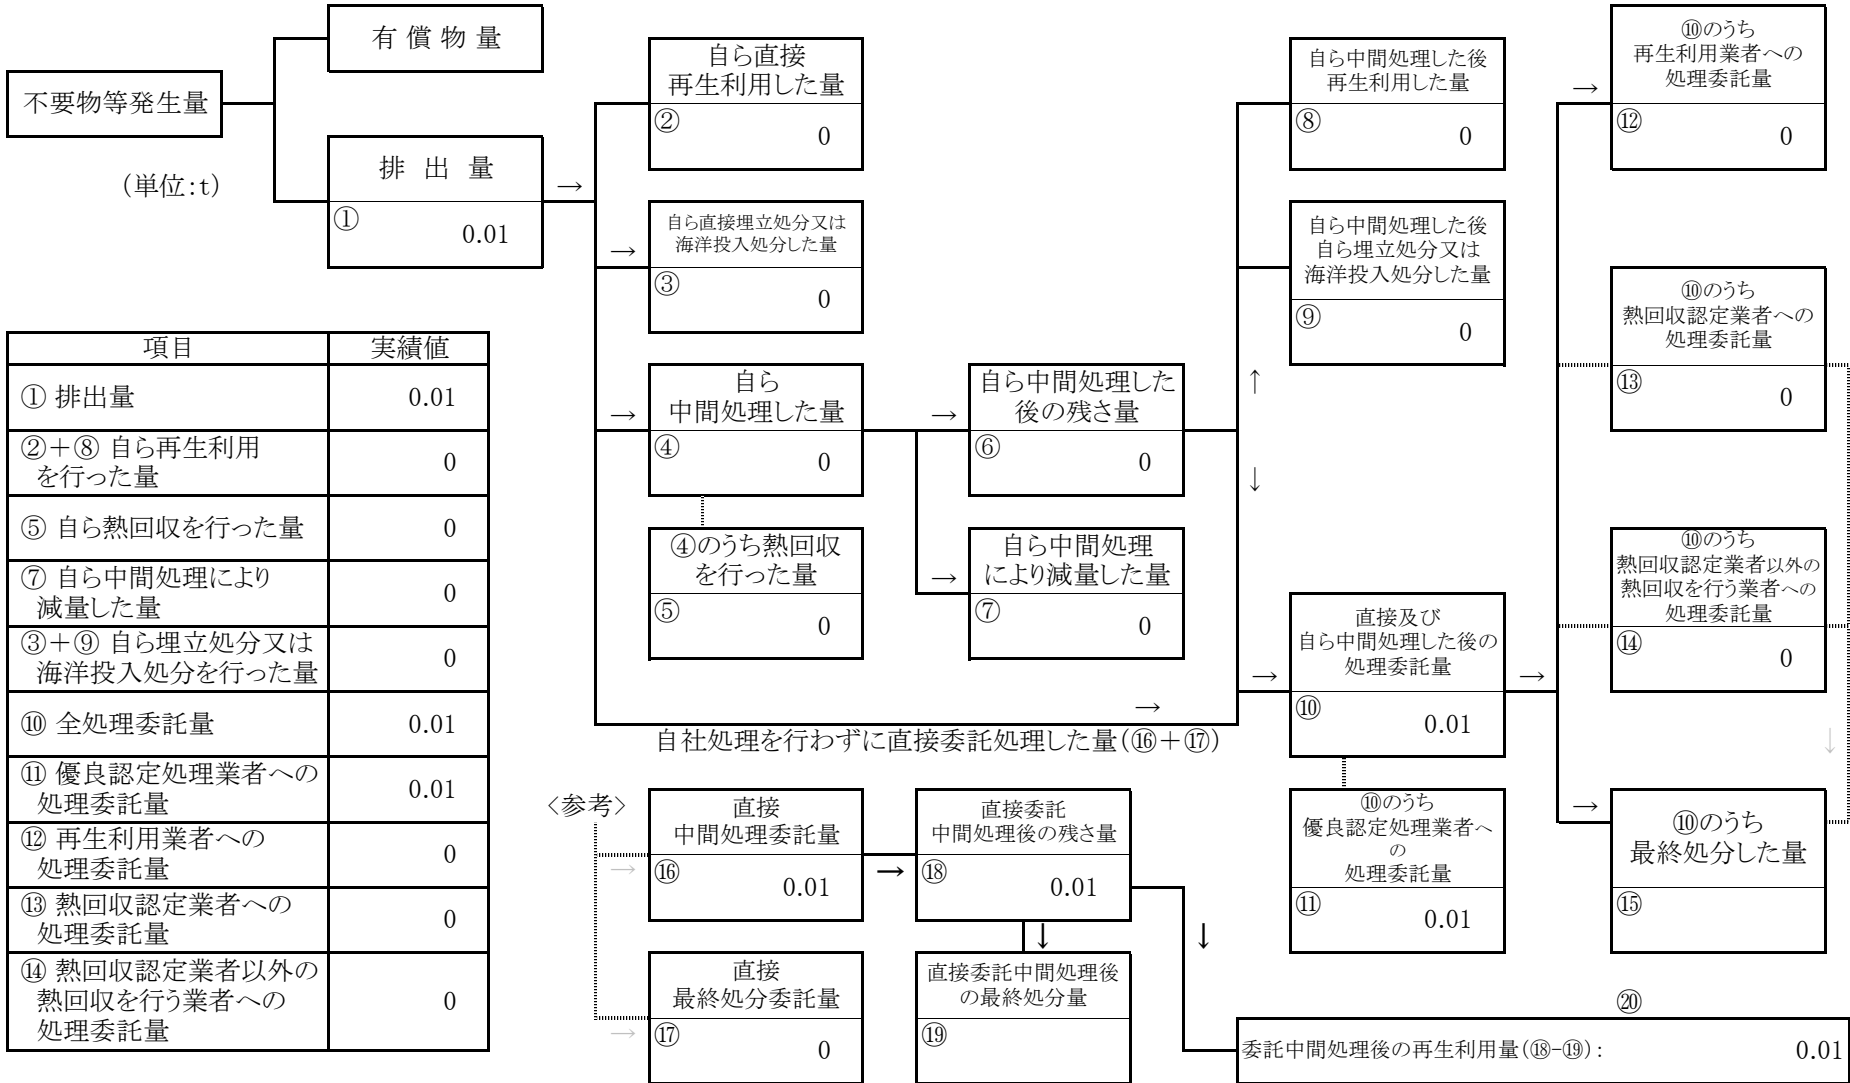 有 償 物 量
不要物等発生量
排 出 量
①
0.01
(単位:t)
→
自ら直接
再生利用した量
②
0
→
自ら直接埋立処分又は
海洋投入処分した量
③
0
→
自ら
中間処理した量
④
0
④のうち熱回収
を行った量
⑤
0
→
自ら中間処理した
後の残さ量
⑥
0
→
自ら中間処理
により減量した量
⑦
0
↑
↓
自ら中間処理した後
再生利用した量
⑧
0
自ら中間処理した後
自ら埋立処分又は
海洋投入処分した量
⑨
0
→
自社処理を行わずに直接委託処理した量(⑯+⑰)
→
直接及び
自ら中間処理した後の
処理委託量
⑩
0.01
⑩のうち
優良認定処理業者へ
の
処理委託量
⑪
0.01
→
→
⑩のうち
再生利用業者への
処理委託量
⑫
0
⑩のうち
熱回収認定業者への
処理委託量
⑬
0
⑩のうち
熱回収認定業者以外の
熱回収を行う業者への
処理委託量
⑭
0
↓
→
⑩のうち
最終処分した量
⑮
項目 実績値
① 排出量 0.01
②+⑧ 自ら再生利用
を行った量 0
⑤ 自ら熱回収を行った量 0
⑦ 自ら中間処理により
減量した量 0
③+⑨ 自ら埋立処分又は
海洋投入処分を行った量 0
⑩ 全処理委託量 0.01
⑪ 優良認定処理業者への
処理委託量 0.01
⑫ 再生利用業者への
処理委託量 0
⑬ 熱回収認定業者への
処理委託量 0
⑭ 熱回収認定業者以外の
熱回収を行う業者への
処理委託量 0
<参考>
→
直接
中間処理委託量
⑯
0.01
→
直接委託
中間処理後の残さ量
⑱
0.01
→
直接
最終処分委託量
⑰
0
↓
直接委託中間処理後
の最終処分量
⑲
↓
⑳
委託中間処理後の再生利用量(⑱-⑲): 0.01